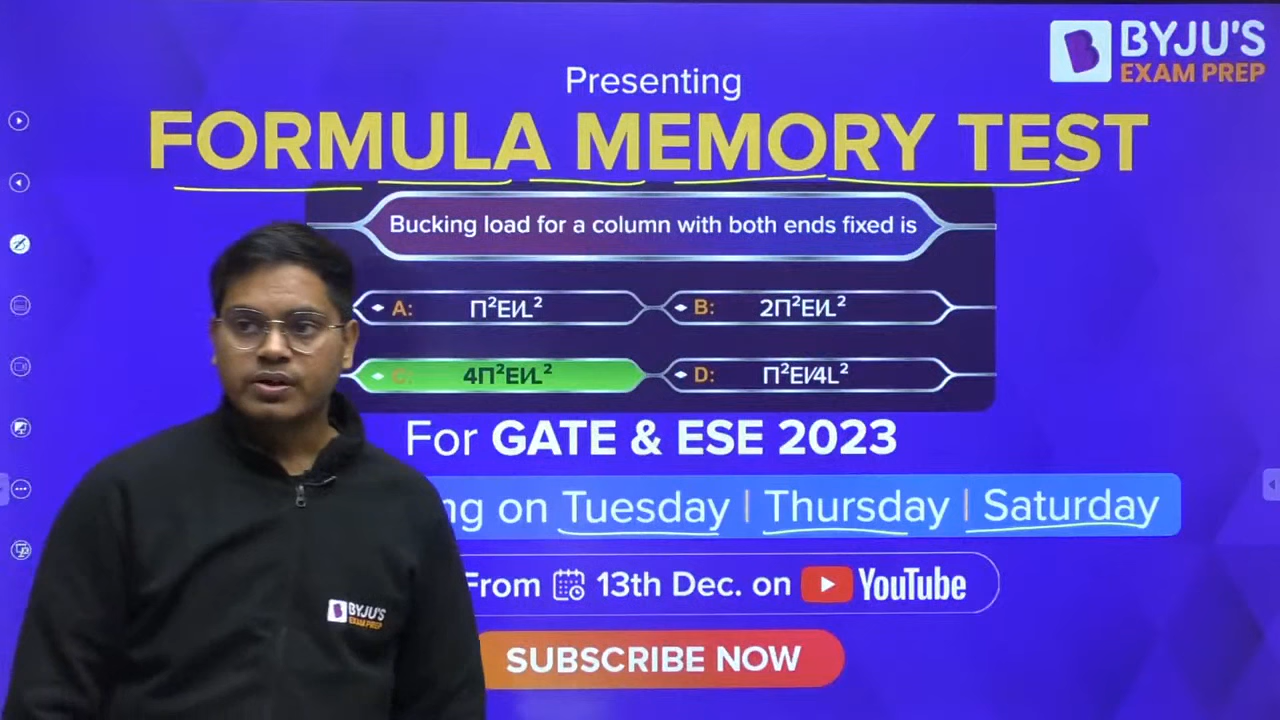 BYJU'S
EXAM PREP
Presenting
FORMULA MEMORY TEST
Bucking load for a column with both ends fixed is
A: Π²EI/L²
B: 2Π²EI/L²
C: 4Π²EI/L²
D: Π²EI/4L²
For GATE & ESE 2023
ng on Tuesday | Thursday | Saturday
From 13th Dec. on YouTube
SUBSCRIBE NOW
BYJU'S
EXAM PREP